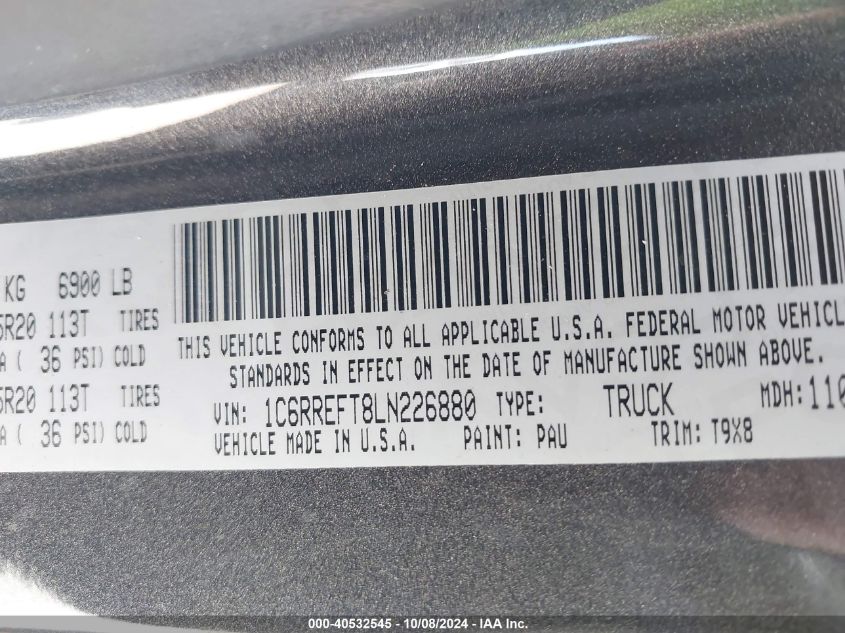 KG 6900 LB
5R20 113T TIRES
A ( 36 PSI) COLD
5R20 113T TIRES
A ( 36 PSI) COLD
THIS VEHICLE CONFORMS TO ALL APPLICABLE U.S.A. FEDERAL MOTOR VEHICL
STANDARDS IN EFFECT ON THE DATE OF MANUFACTURE SHOWN ABOVE.
VIN: 1C6RREFT8LN226880 TYPE: TRUCK MDH: 110
VEHICLE MADE IN U.S.A. PAINT: PAU TRIM: T9X8
000-40532545 - 10/08/2024 - IAA Inc.